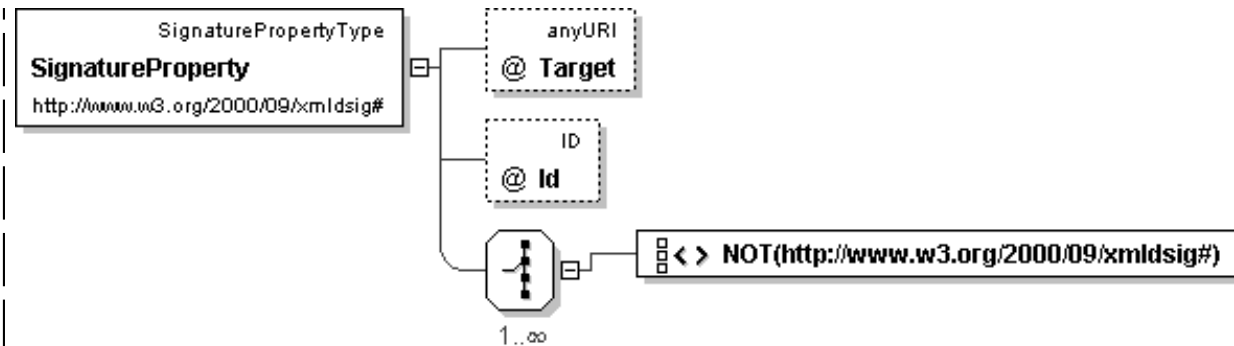 SignaturePropertyType
SignatureProperty
http://www.w3.org/2000/09/xmldsig#
anyURI
@ Target
ID
@ Id
1..∞
NOT(http://www.w3.org/2000/09/xmldsig#)